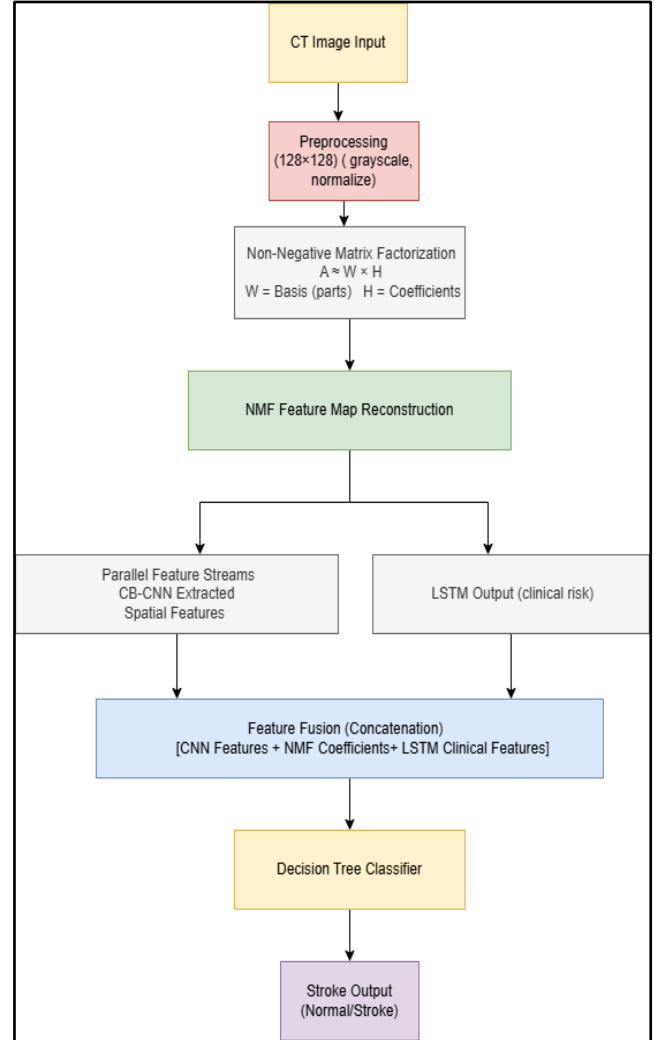 CT Image Input
Preprocessing
(128×128) ( grayscale,
normalize)
Non-Negative Matrix Factorization
A ≈ W × H
W = Basis (parts) H = Coefficients
NMF Feature Map Reconstruction
Parallel Feature Streams
CB-CNN Extracted
Spatial Features
LSTM Output (clinical risk)
Feature Fusion (Concatenation)
[CNN Features + NMF Coefficients+ LSTM Clinical Features]
Decision Tree Classifier
Stroke Output
(Normal/Stroke)